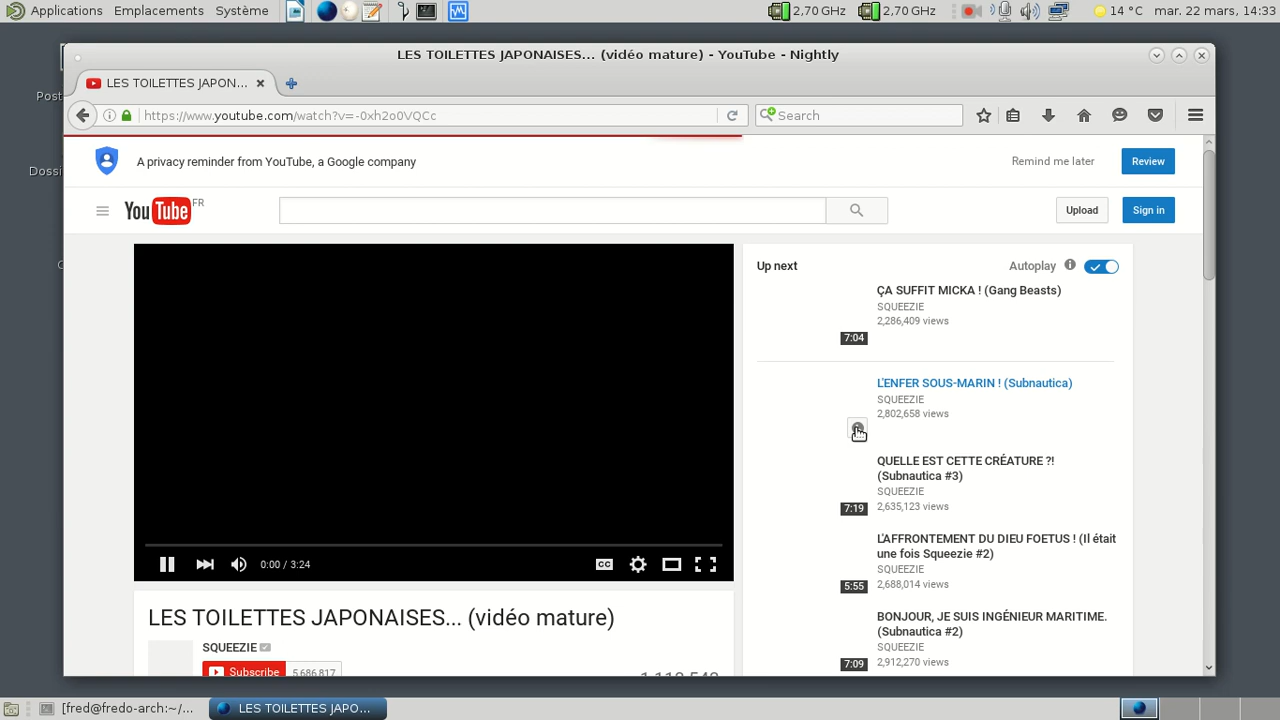 Applications Emplacements Système 2,70 GHz 2,70 GHz 14 °C mar. 22 mars, 14:33
LES TOILETTES JAPONAISES... (vidéo mature) - YouTube - Nightly
LES TOILETTES JAPON...
https://www.youtube.com/watch?v=-0xh2o0VQCc
Search
Post
Dossi
A privacy reminder from YouTube, a Google company
Remind me later
Review
YouTube FR
Upload
Sign in
Up next
Autoplay
ÇA SUFFIT MICKA ! (Gang Beasts)
SQUEEZIE
2,286,409 views
7:04
L'ENFER SOUS-MARIN ! (Subnautica)
SQUEEZIE
2,802,658 views
QUELLE EST CETTE CRÉATURE ?!
(Subnautica #3)
SQUEEZIE
2,635,123 views
7:19
L'AFFRONTEMENT DU DIEU FOETUS ! (Il était
une fois Squeezie #2)
SQUEEZIE
2,688,014 views
5:55
BONJOUR, JE SUIS INGÉNIEUR MARITIME.
(Subnautica #2)
SQUEEZIE
2,912,270 views
7:09
0:00 / 3:24
CC
LES TOILETTES JAPONAISES... (vidéo mature)
SQUEEZIE
Subscribe 5,686,817
[fred@fredo-arch:~/...
LES TOILETTES JAPO...